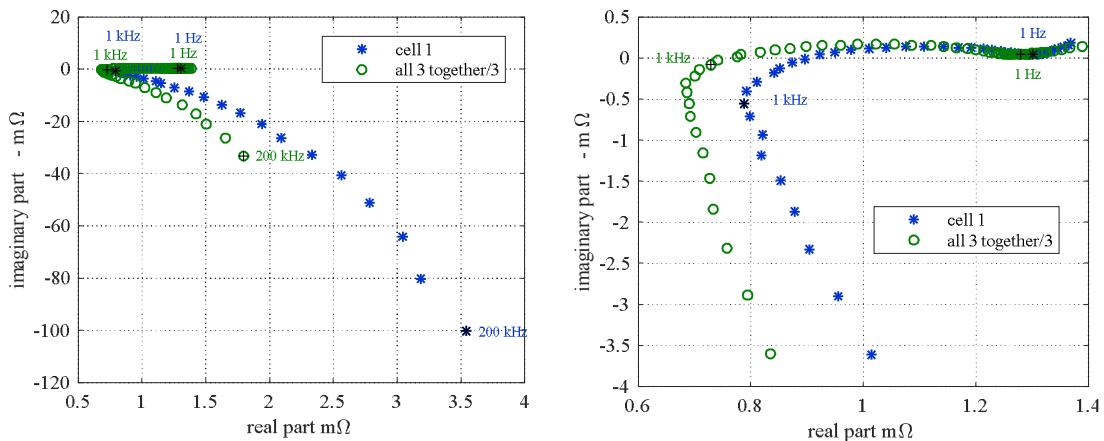 20
0
-20
-40
-60
-80
-100
-120
0.5
1
1.5
2
2.5
3
3.5
4
real part mΩ
imaginary part - mΩ
1 kHz
1 kHz
1 Hz
1 Hz
cell 1
all 3 together/3
200 kHz
200 kHz
0.5
0
-0.5
-1
-1.5
-2
-2.5
-3
-3.5
-4
0.6
0.8
1
1.2
1.4
real part mΩ
imaginary part - mΩ
1 kHz
1 kHz
1 Hz
1 Hz
cell 1
all 3 together/3